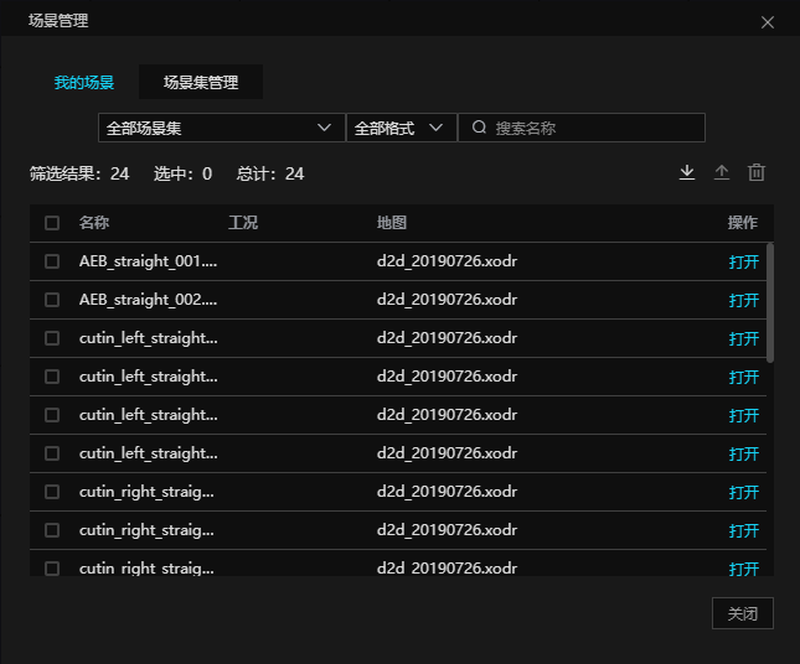 场景管理
我的场景 场景集管理
全部场景集 全部格式 搜索名称
筛选结果: 24 选中: 0 总计: 24
名称 工况 地图 操作
AEB_straight_001.... d2d_20190726.xodr 打开
AEB_straight_002.... d2d_20190726.xodr 打开
cutin_left_straight... d2d_20190726.xodr 打开
cutin_left_straight... d2d_20190726.xodr 打开
cutin_left_straight... d2d_20190726.xodr 打开
cutin_left_straight... d2d_20190726.xodr 打开
cutin_right_straig... d2d_20190726.xodr 打开
cutin_right_straig... d2d_20190726.xodr 打开
cutin_right_straig... d2d_20190726.xodr 打开
关闭